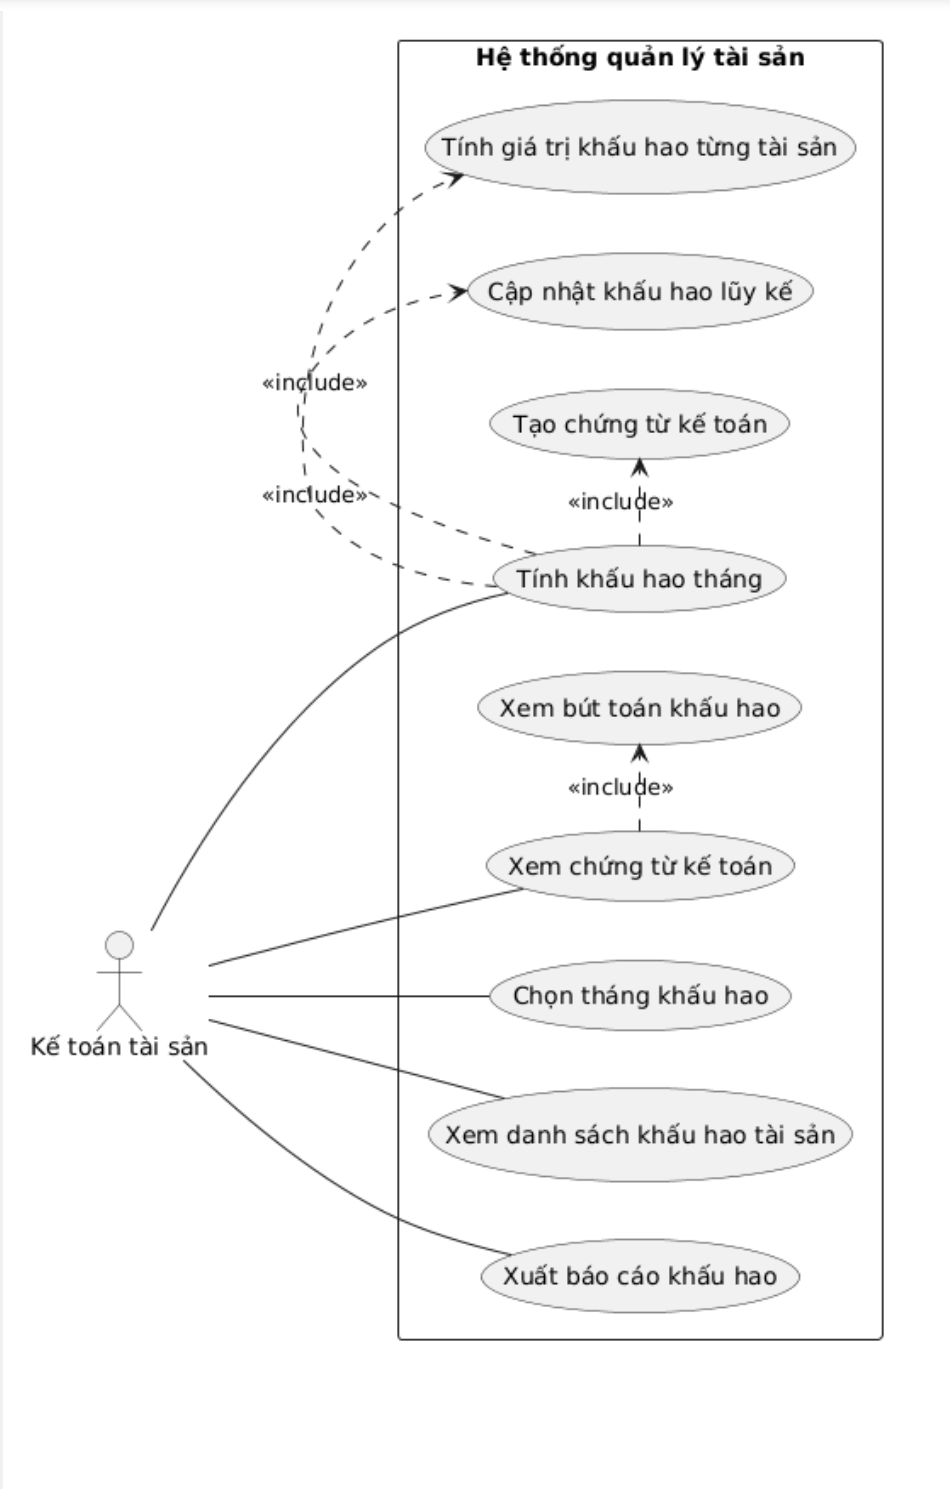 Hệ thống quản lý tài sản
Tính giá trị khấu hao từng tài sản
Cập nhật khấu hao lũy kế
«include»
Tạo chứng từ kế toán
«include»
«include»
Tính khấu hao tháng
Xem bút toán khấu hao
«include»
Xem chứng từ kế toán
Chọn tháng khấu hao
Kế toán tài sản
Xem danh sách khấu hao tài sản
Xuất báo cáo khấu hao